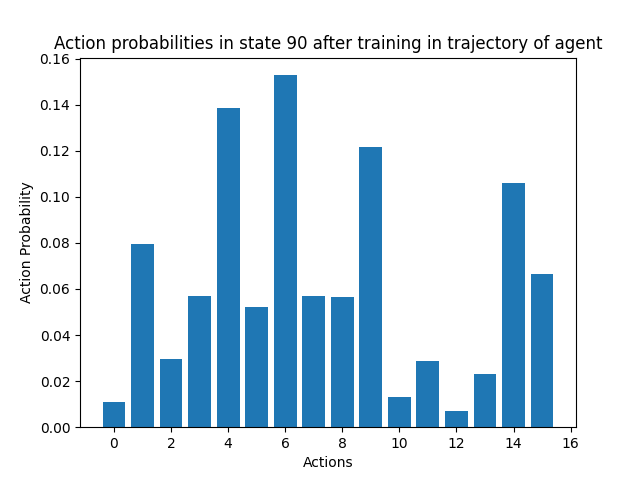 Action probabilities in state 90 after training in trajectory of agent
0.16
0.14
0.12
0.10
0.08
0.06
0.04
0.02
0.00
Action Probability
0 2 4 6 8 10 12 14 16
Actions